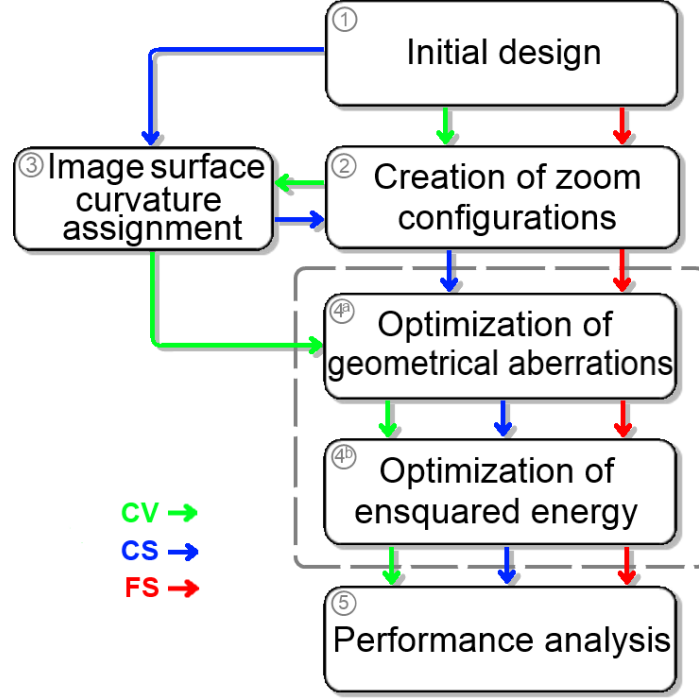 1
Initial design
3
Image surface
curvature
assignment
2
Creation of zoom
configurations
4a
Optimization of
geometrical aberrations
4b
Optimization of
ensquared energy
CV
CS
FS
5
Performance analysis